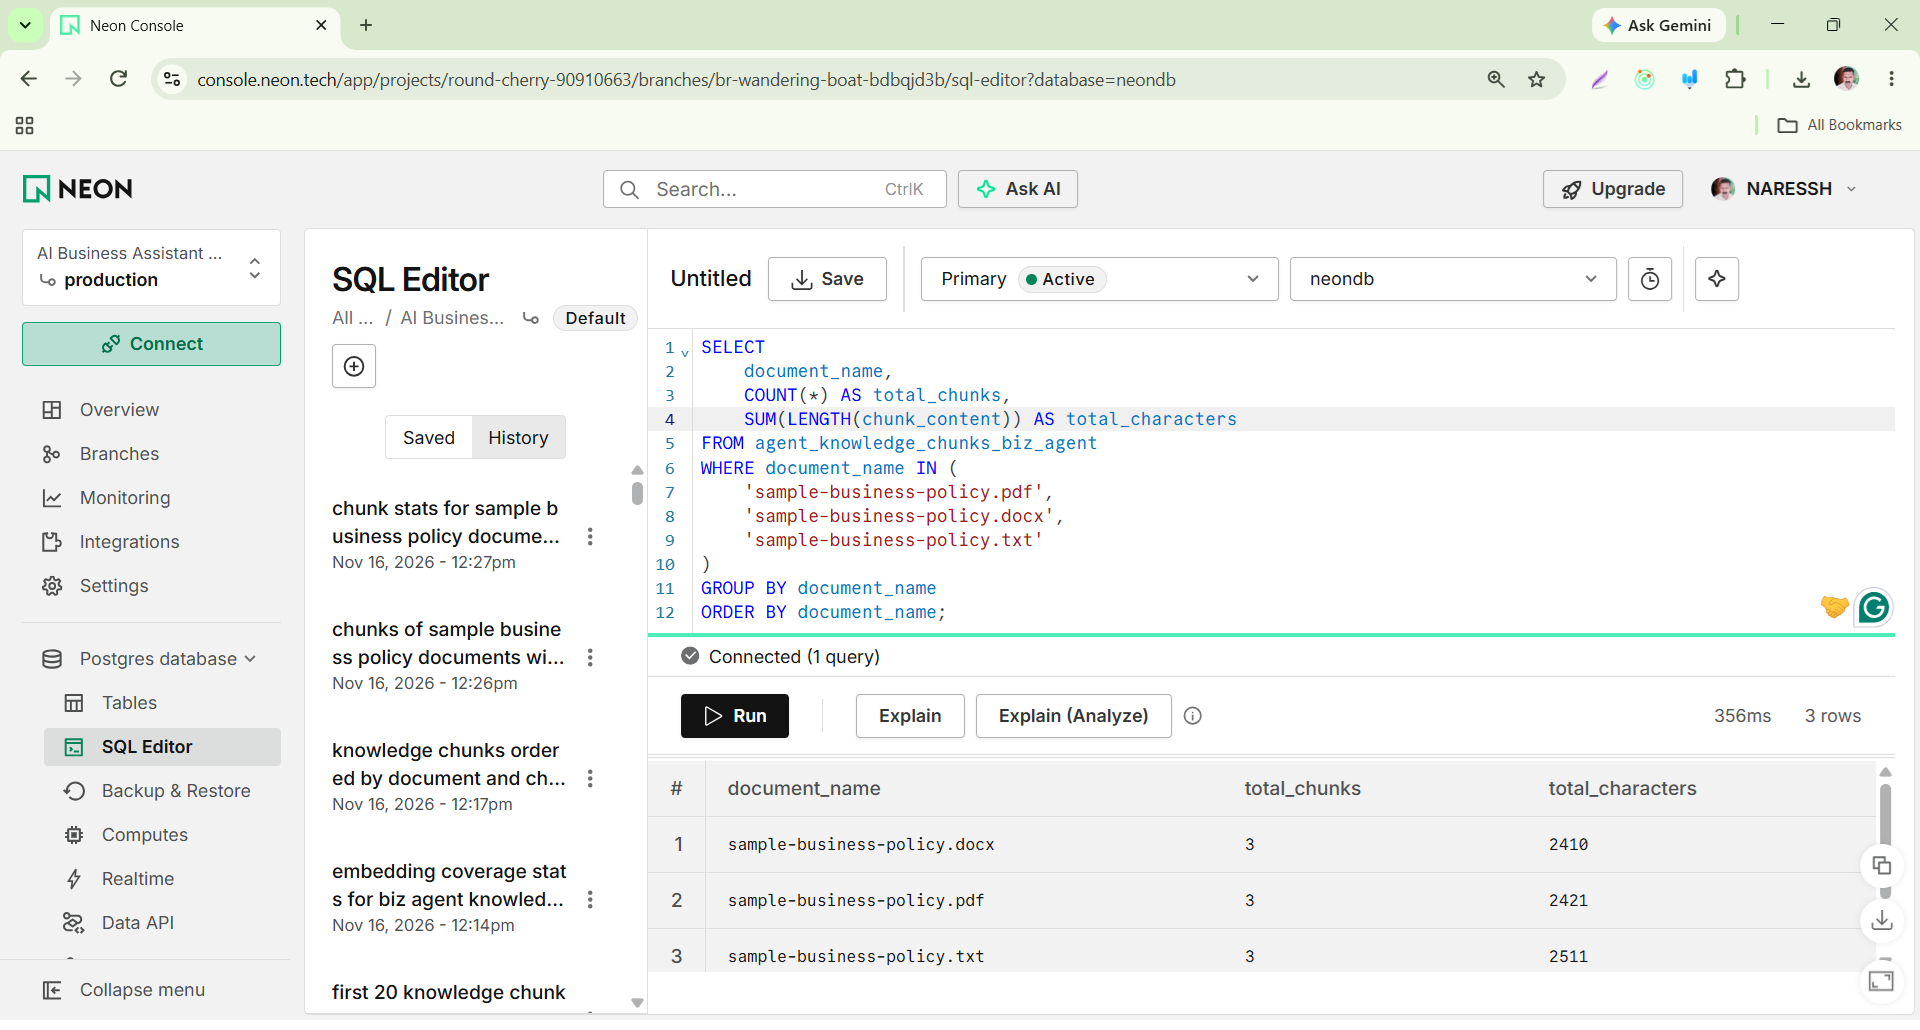 Neon Console
Ask Gemini
console.neon.tech/app/projects/round-cherry-90910663/branches/br-wandering-boat-bdbqjd3b/sql-editor?database=neondb
All Bookmarks
NEON
Search...
CtrlK
Ask AI
Upgrade
NARESSH
AI Business Assistant ...
production
Connect
Overview
Branches
Monitoring
Integrations
Settings
Postgres database
Tables
SQL Editor
Backup & Restore
Computes
Realtime
Data API
Collapse menu
SQL Editor
All ... / AI Busines...
Default
Saved
History
chunk stats for sample b
usiness policy docume...
Nov 16, 2026 - 12:27pm
chunks of sample busine
ss policy documents wi...
Nov 16, 2026 - 12:26pm
knowledge chunks order
ed by document and ch...
Nov 16, 2026 - 12:17pm
embedding coverage stat
s for biz agent knowled...
Nov 16, 2026 - 12:14pm
first 20 knowledge chunk
Untitled
Save
Primary
Active
neondb
1 SELECT
2 document_name,
3 COUNT(*) AS total_chunks,
4 SUM(LENGTH(chunk_content)) AS total_characters
5 FROM agent_knowledge_chunks_biz_agent
6 WHERE document_name IN (
7 'sample-business-policy.pdf',
8 'sample-business-policy.docx',
9 'sample-business-policy.txt'
10 )
11 GROUP BY document_name
12 ORDER BY document_name;
Connected (1 query)
Run
Explain
Explain (Analyze)
356ms
3 rows
# document_name total_chunks total_characters
1 sample-business-policy.docx 3 2410
2 sample-business-policy.pdf 3 2421
3 sample-business-policy.txt 3 2511